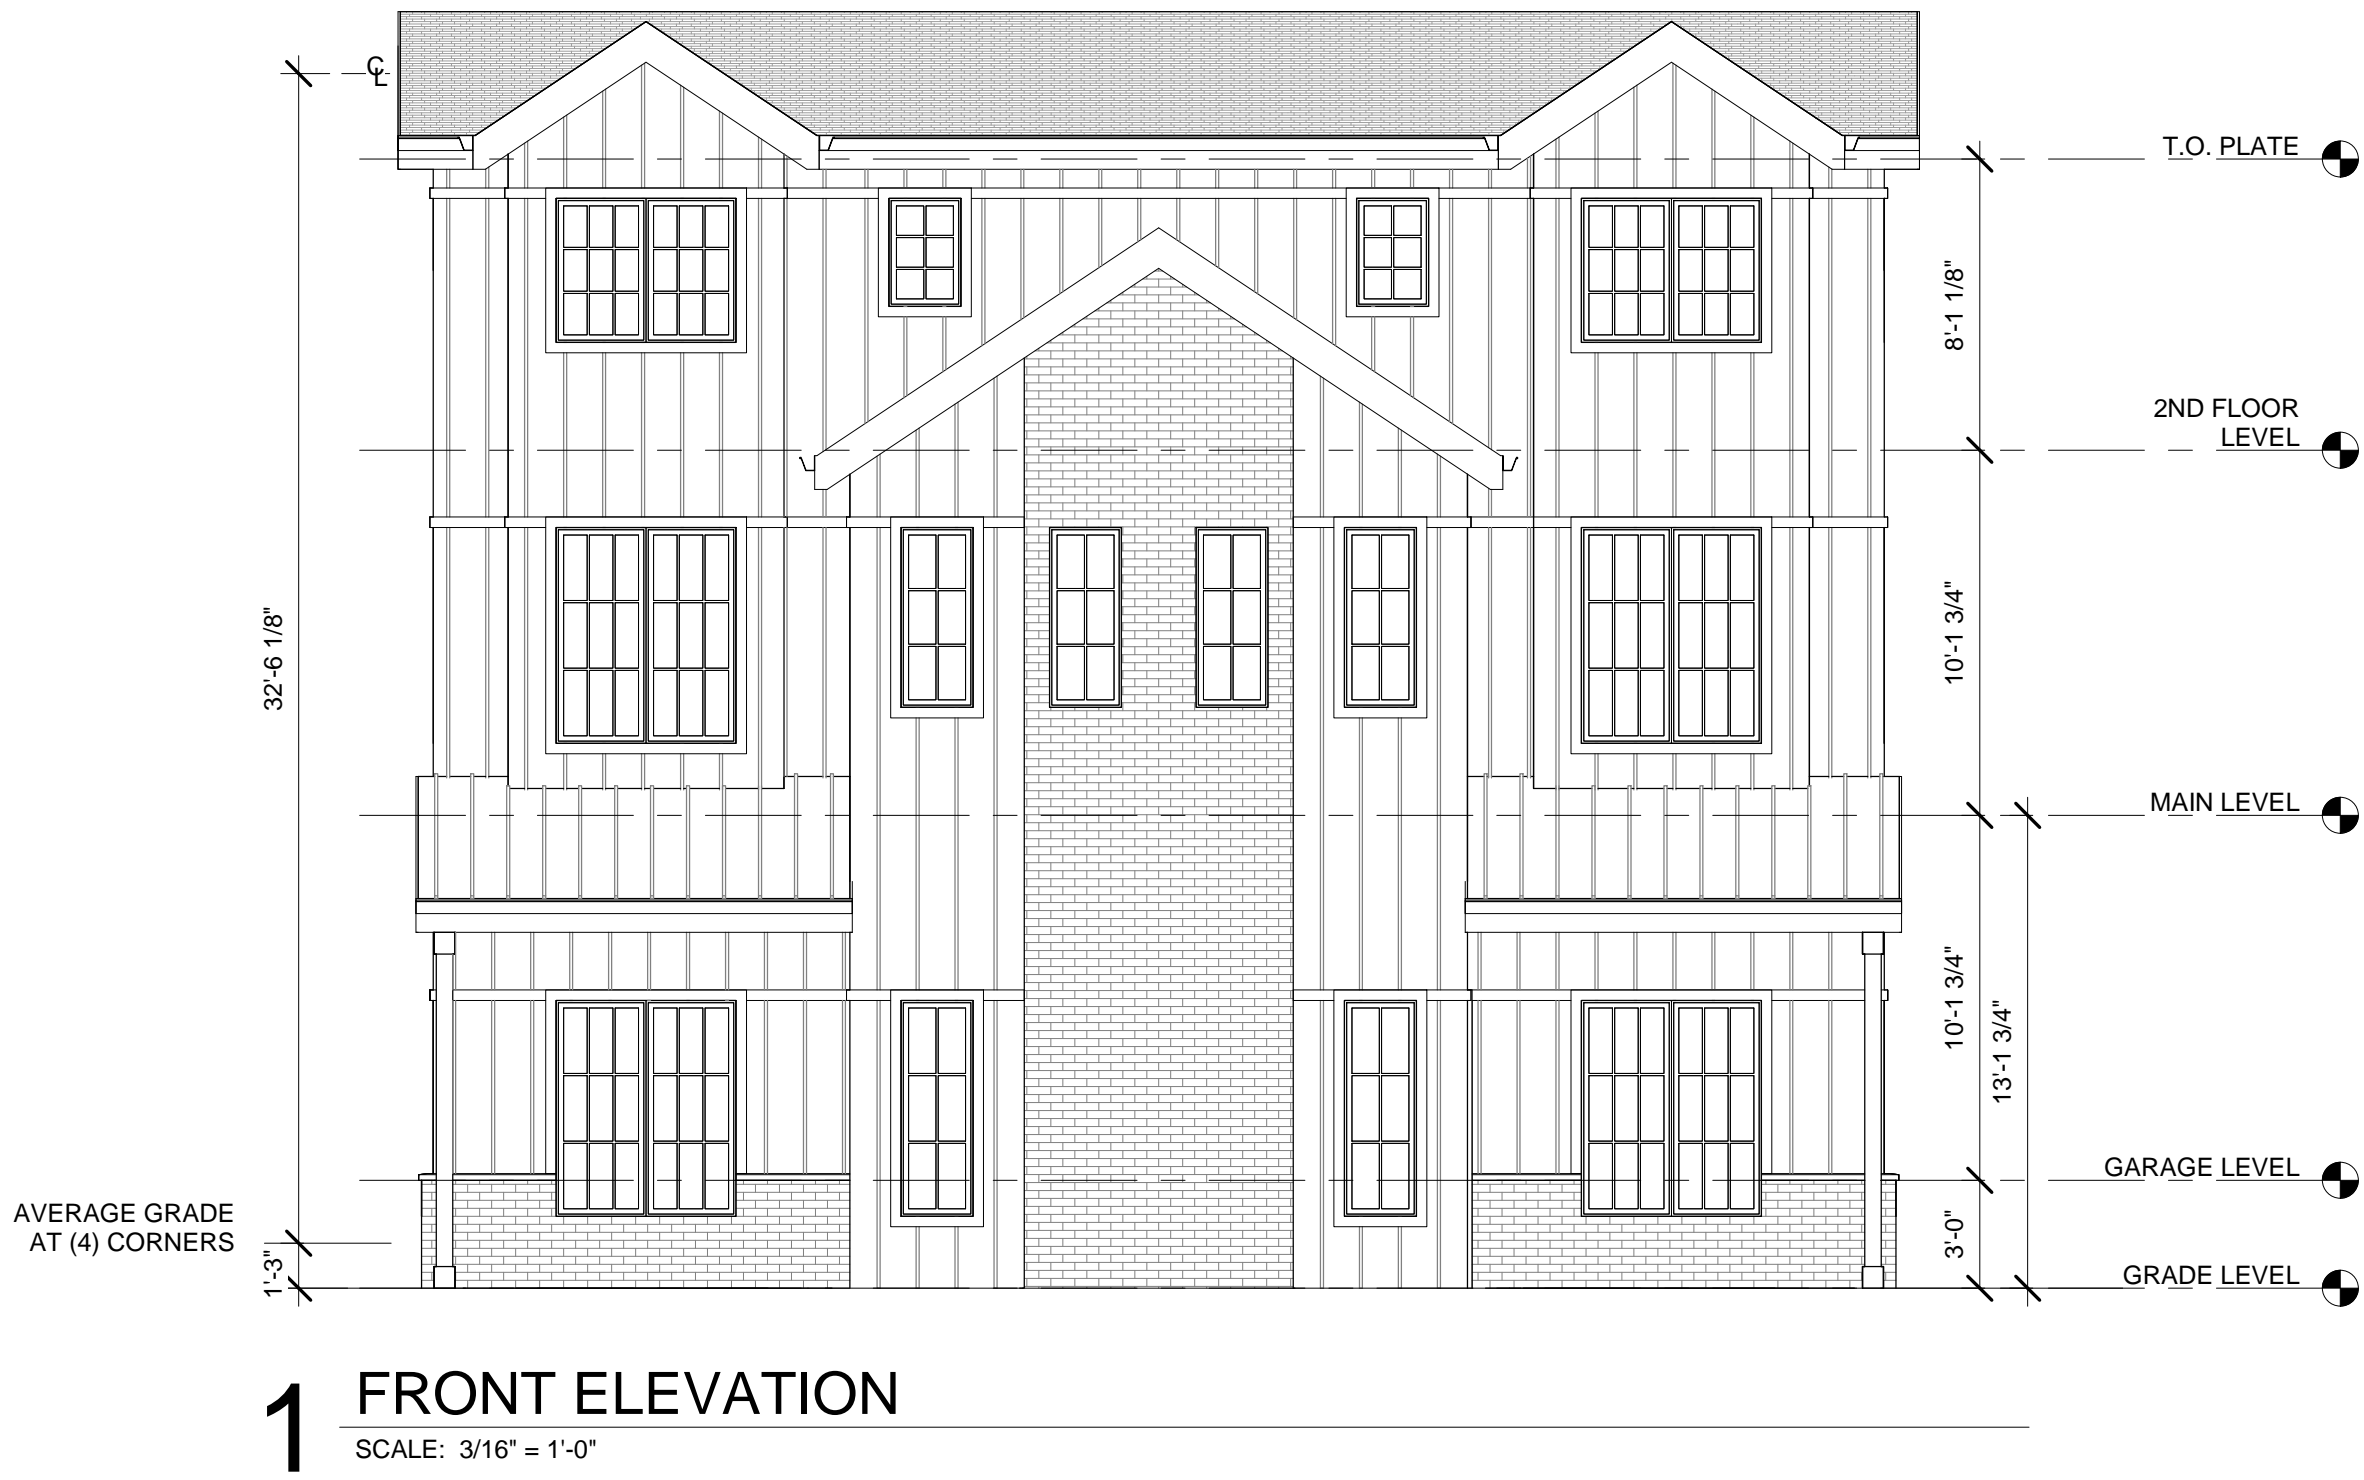 ℄
T.O. PLATE
8'-1 1/8"
2ND FLOOR
LEVEL
32'-6 1/8"
10'-1 3/4"
MAIN LEVEL
10'-1 3/4"
13'-1 3/4"
GARAGE LEVEL
AVERAGE GRADE
AT (4) CORNERS
3'-0"
1'-3"
GRADE LEVEL
1 FRONT ELEVATION
SCALE: 3/16" = 1'-0"